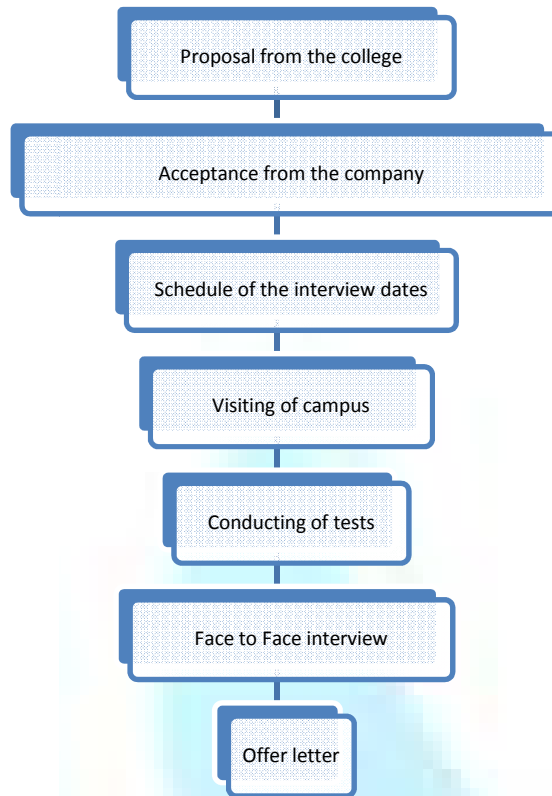 Proposal from the college
Acceptance from the company
Schedule of the interview dates
Visiting of campus
Conducting of tests
Face to Face interview
Offer letter